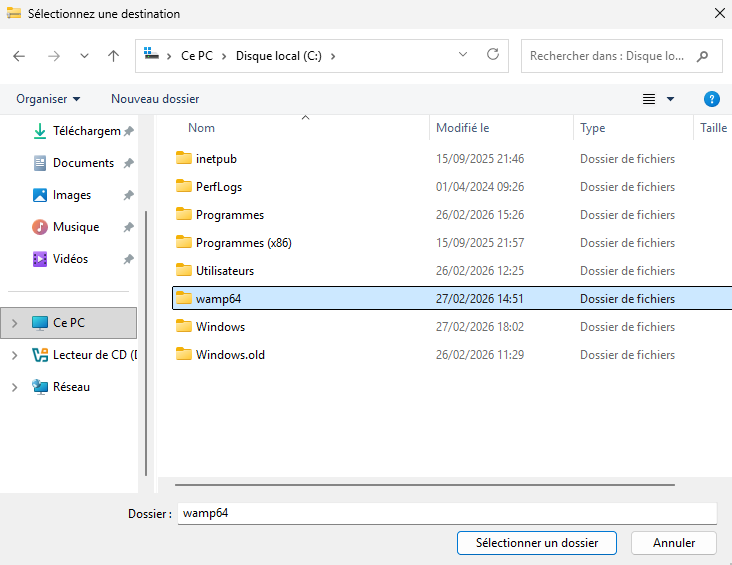 Sélectionnez une destination
Ce PC Disque local (C:) Rechercher dans : Disque lo...
Organiser Nouveau dossier
Nom Modifié le Type Taille
Téléchargem
Documents
Images
Musique
Vidéos
Ce PC
Lecteur de CD (D
Réseau
inetpub 15/09/2025 21:46 Dossier de fichiers
PerfLogs 01/04/2024 09:26 Dossier de fichiers
Programmes 26/02/2026 15:26 Dossier de fichiers
Programmes (x86) 15/09/2025 21:57 Dossier de fichiers
Utilisateurs 26/02/2026 12:25 Dossier de fichiers
wamp64 27/02/2026 14:51 Dossier de fichiers
Windows 27/02/2026 18:02 Dossier de fichiers
Windows.old 26/02/2026 11:29 Dossier de fichiers
Dossier : wamp64
Sélectionner un dossier Annuler